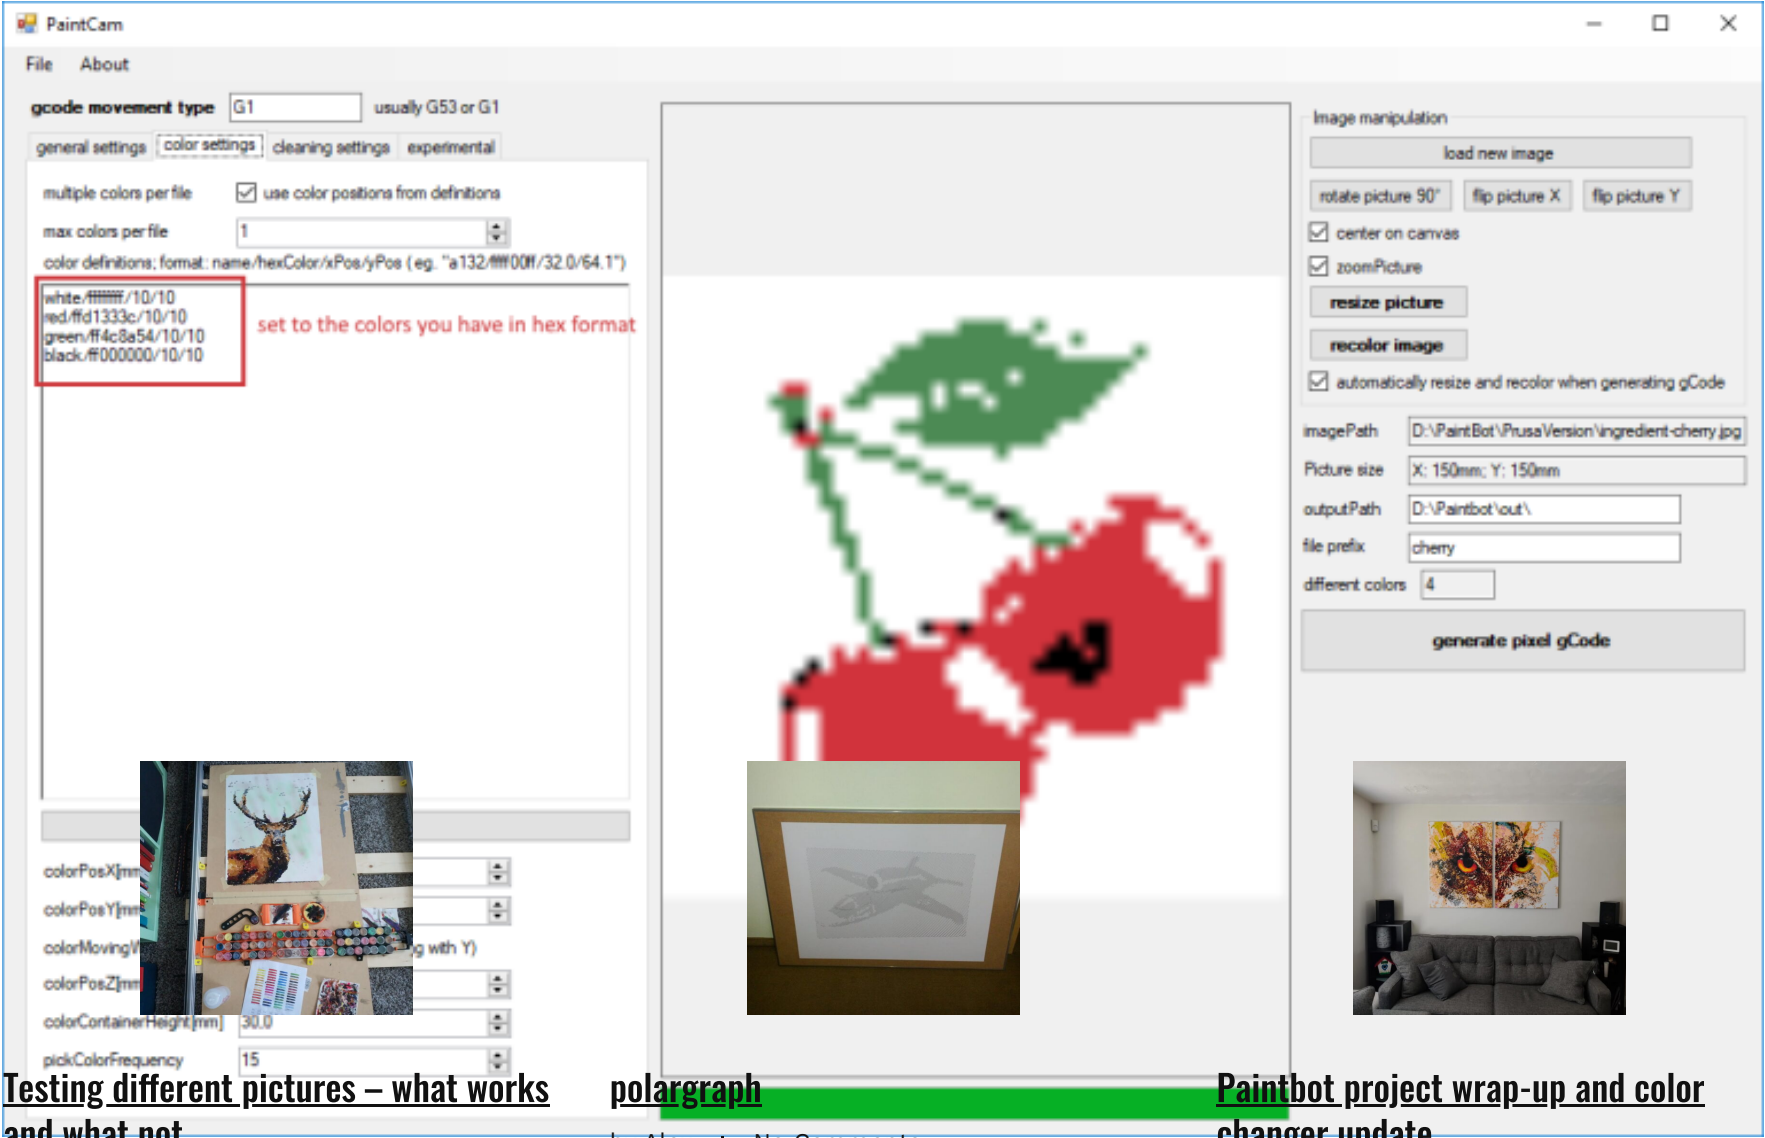 PaintCam
File About
gcode movement type G1 usually G53 or G1
general settings color settings cleaning settings experimental
multiple colors per file use color positions from definitions
max colors per file 1
color definitions; format: name/hexColor/xPos/yPos ( eg. "a132/ffff00ff/32.0/64.1")
white/ffffffff/10/10
red/ffd1333c/10/10
green/ff4c8a54/10/10
black/ff000000/10/10
set to the colors you have in hex format
colorPosX[mm
colorPosY[mm
colorMovingW g with Y)
colorPosZ[mm
colorContainerHeight[mm] 30.0
pickColorFrequency 15
Image manipulation
load new image
rotate picture 90° flip picture X flip picture Y
center on canvas
zoomPicture
resize picture
recolor image
automatically resize and recolor when generating gCode
imagePath D:\PaintBot\PrusaVersion\ingredient-cherry.jpg
Picture size X: 150mm; Y: 150mm
outputPath D:\Paintbot\out\
file prefix cherry
different colors 4
generate pixel gCode
Testing different pictures – what works
and what not
polargraph
Paintbot project wrap-up and color
changer update